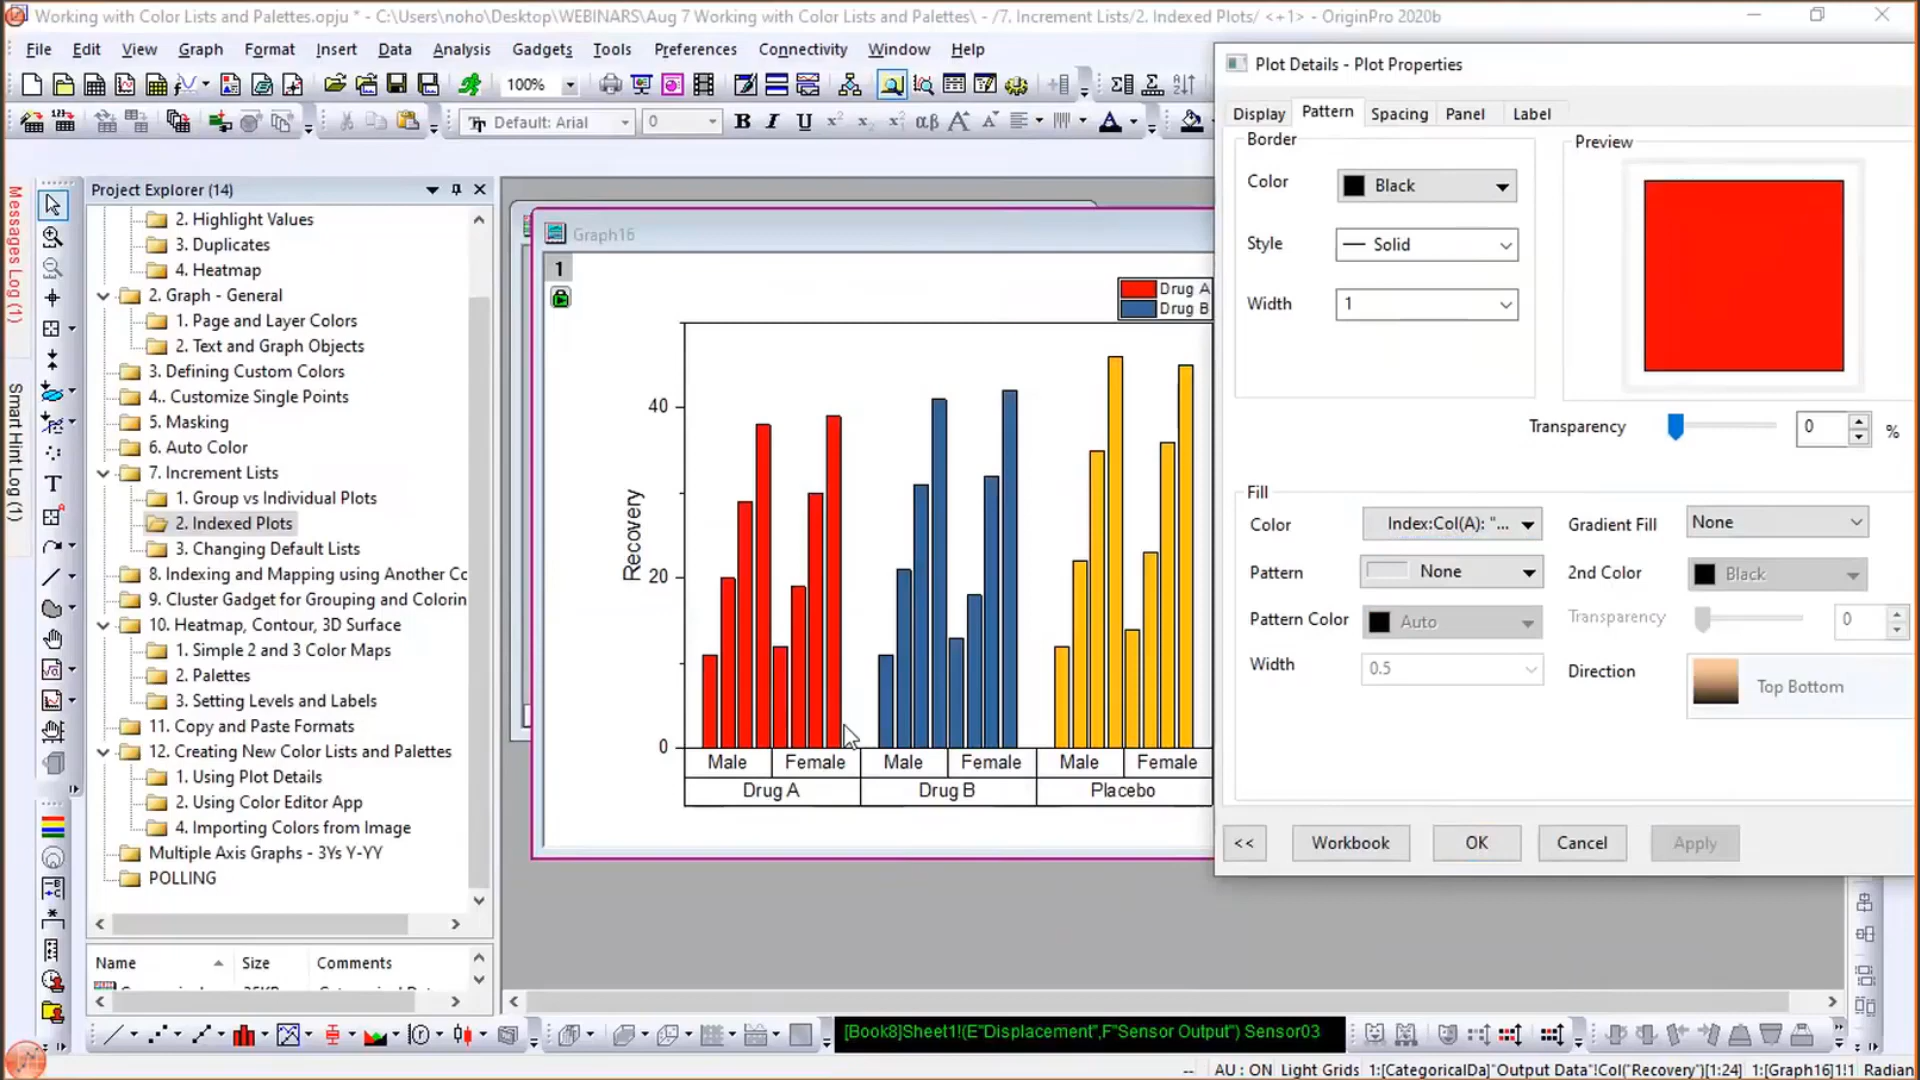 Working with Color Lists and Palettes.opju * - C:\Users\noho\Desktop\WEBINARS\Aug 7 Working with Color Lists and Palettes\ - /7. Increment Lists/2. Indexed Plots/ <+1> - OriginPro 2020b
File Edit View Graph Format Insert Data Analysis Gadgets Tools Preferences Connectivity Window Help
100%
Default: Arial 0 B I U
Messages Log (1)
Smart Hint Log (1)
Project Explorer (14)
2. Highlight Values
3. Duplicates
4. Heatmap
2. Graph - General
1. Page and Layer Colors
2. Text and Graph Objects
3. Defining Custom Colors
4.. Customize Single Points
5. Masking
6. Auto Color
7. Increment Lists
1. Group vs Individual Plots
2. Indexed Plots
3. Changing Default Lists
8. Indexing and Mapping using Another Co
9. Cluster Gadget for Grouping and Colorin
10. Heatmap, Contour, 3D Surface
1. Simple 2 and 3 Color Maps
2. Palettes
3. Setting Levels and Labels
11. Copy and Paste Formats
12. Creating New Color Lists and Palettes
1. Using Plot Details
2. Using Color Editor App
4. Importing Colors from Image
Multiple Axis Graphs - 3Ys Y-YY
POLLING
Name Size Comments
Graph16
1
Drug A
Drug B
Recovery
40
20
0
Male Female Male Female Male Female
Drug A Drug B Placebo
Plot Details - Plot Properties
Display Pattern Spacing Panel Label
Border
Color Black
Style Solid
Width 1
Preview
Transparency 0 %
Fill
Color Index:Col(A): "...
Gradient Fill None
Pattern None
2nd Color Black
Pattern Color Auto
Transparency 0
Width 0.5
Direction Top Bottom
<< Workbook OK Cancel Apply
[Book8]Sheet1!(E"Displacement",F"Sensor Output") Sensor03
-- AU : ON Light Grids 1:[CategoricalDa]"Output Data"!Col("Recovery")[1:24] 1:[Graph16]1!1 Radian